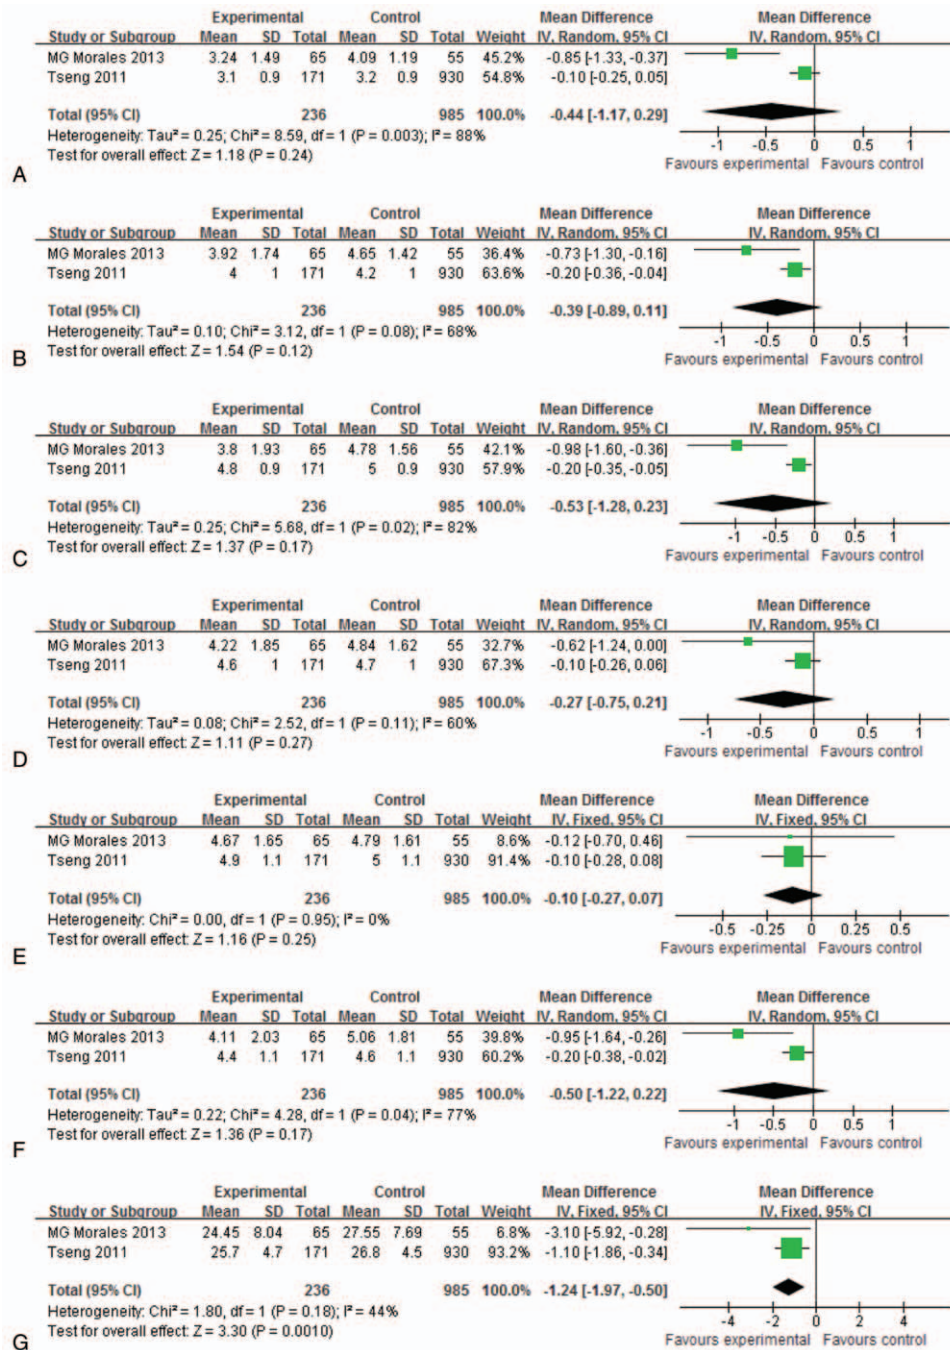 Experimental Control Mean Difference Mean Difference
Study or Subgroup Mean SD Total Mean SD Total Weight IV, Random, 95% CI IV, Random, 95% CI
MG Morales 2013 3.24 1.49 65 4.09 1.19 55 45.2% -0.85 [-1.33, -0.37]
Tseng 2011 3.1 0.9 171 3.2 0.9 930 54.8% -0.10 [-0.25, 0.05]
Total (95% CI) 236 985 100.0% -0.44 [-1.17, 0.29]
Heterogeneity: Tau² = 0.25; Chi² = 8.59, df = 1 (P = 0.003); I² = 88%
Test for overall effect: Z = 1.18 (P = 0.24)
-1 -0.5 0 0.5 1
Favours experimental Favours control
A
Experimental Control Mean Difference Mean Difference
Study or Subgroup Mean SD Total Mean SD Total Weight IV, Random, 95% CI IV, Random, 95% CI
MG Morales 2013 3.92 1.74 65 4.65 1.42 55 36.4% -0.73 [-1.30, -0.16]
Tseng 2011 4 1 171 4.2 1 930 63.6% -0.20 [-0.36, -0.04]
Total (95% CI) 236 985 100.0% -0.39 [-0.89, 0.11]
Heterogeneity: Tau² = 0.10; Chi² = 3.12, df = 1 (P = 0.08); I² = 68%
Test for overall effect: Z = 1.54 (P = 0.12)
-1 -0.5 0 0.5 1
Favours experimental Favours control
B
Experimental Control Mean Difference Mean Difference
Study or Subgroup Mean SD Total Mean SD Total Weight IV, Random, 95% CI IV, Random, 95% CI
MG Morales 2013 3.8 1.93 65 4.78 1.56 55 42.1% -0.98 [-1.60, -0.36]
Tseng 2011 4.8 0.9 171 5 0.9 930 57.9% -0.20 [-0.35, -0.05]
Total (95% CI) 236 985 100.0% -0.53 [-1.28, 0.23]
Heterogeneity: Tau² = 0.25; Chi² = 5.68, df = 1 (P = 0.02); I² = 82%
Test for overall effect: Z = 1.37 (P = 0.17)
-1 -0.5 0 0.5 1
Favours experimental Favours control
C
Experimental Control Mean Difference Mean Difference
Study or Subgroup Mean SD Total Mean SD Total Weight IV, Random, 95% CI IV, Random, 95% CI
MG Morales 2013 4.22 1.85 65 4.84 1.62 55 32.7% -0.62 [-1.24, 0.00]
Tseng 2011 4.6 1 171 4.7 1 930 67.3% -0.10 [-0.26, 0.06]
Total (95% CI) 236 985 100.0% -0.27 [-0.75, 0.21]
Heterogeneity: Tau² = 0.08; Chi² = 2.52, df = 1 (P = 0.11); I² = 60%
Test for overall effect: Z = 1.11 (P = 0.27)
-1 -0.5 0 0.5 1
Favours experimental Favours control
D
Experimental Control Mean Difference Mean Difference
Study or Subgroup Mean SD Total Mean SD Total Weight IV, Fixed, 95% CI IV, Fixed, 95% CI
MG Morales 2013 4.67 1.65 65 4.79 1.61 55 8.6% -0.12 [-0.70, 0.46]
Tseng 2011 4.9 1.1 171 5 1.1 930 91.4% -0.10 [-0.28, 0.08]
Total (95% CI) 236 985 100.0% -0.10 [-0.27, 0.07]
Heterogeneity: Chi² = 0.00, df = 1 (P = 0.95); I² = 0%
Test for overall effect: Z = 1.16 (P = 0.25)
-0.5 -0.25 0 0.25 0.5
Favours experimental Favours control
E
Experimental Control Mean Difference Mean Difference
Study or Subgroup Mean SD Total Mean SD Total Weight IV, Random, 95% CI IV, Random, 95% CI
MG Morales 2013 4.11 2.03 65 5.06 1.81 55 39.8% -0.95 [-1.64, -0.26]
Tseng 2011 4.4 1.1 171 4.6 1.1 930 60.2% -0.20 [-0.38, -0.02]
Total (95% CI) 236 985 100.0% -0.50 [-1.22, 0.22]
Heterogeneity: Tau² = 0.22; Chi² = 4.28, df = 1 (P = 0.04); I² = 77%
Test for overall effect: Z = 1.36 (P = 0.17)
-1 -0.5 0 0.5 1
Favours experimental Favours control
F
Experimental Control Mean Difference Mean Difference
Study or Subgroup Mean SD Total Mean SD Total Weight IV, Fixed, 95% CI IV, Fixed, 95% CI
MG Morales 2013 24.45 8.04 65 27.55 7.69 55 6.8% -3.10 [-5.92, -0.28]
Tseng 2011 25.7 4.7 171 26.8 4.5 930 93.2% -1.10 [-1.86, -0.34]
Total (95% CI) 236 985 100.0% -1.24 [-1.97, -0.50]
Heterogeneity: Chi² = 1.80, df = 1 (P = 0.18); I² = 44%
Test for overall effect: Z = 3.30 (P = 0.0010)
-4 -2 0 2 4
Favours experimental Favours control
G